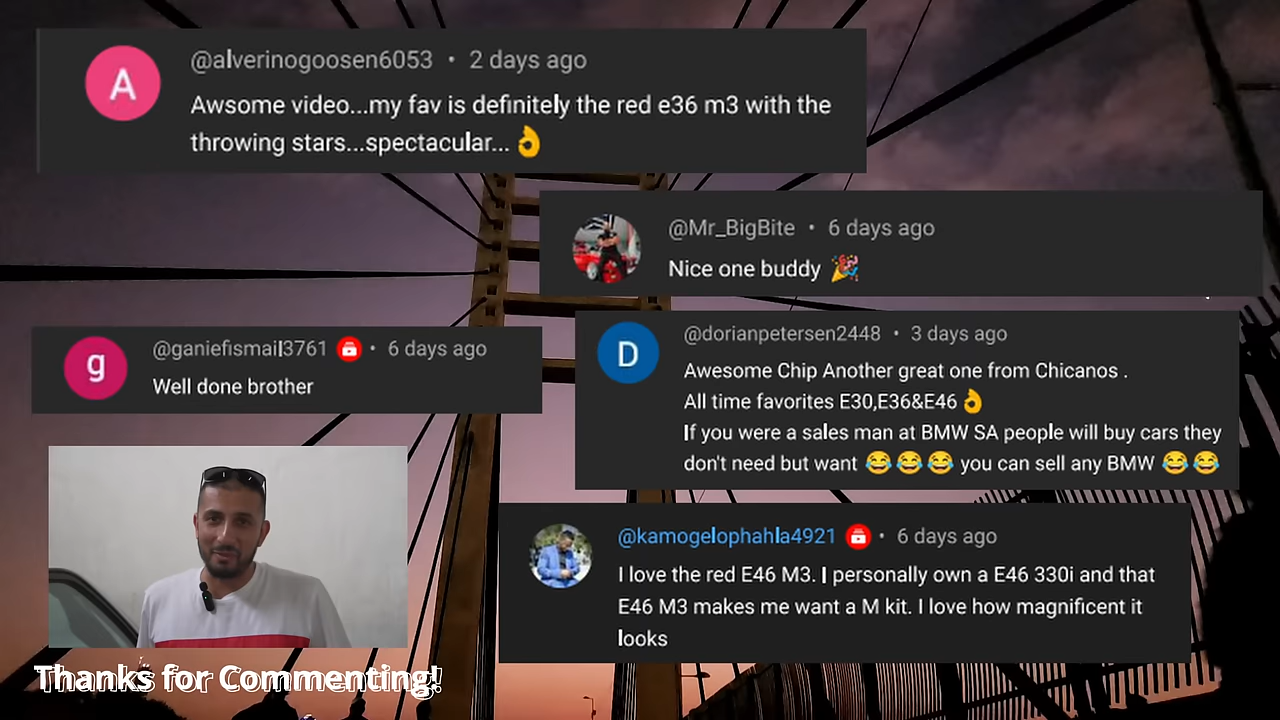 A
@alverinogoosen6053 • 2 days ago
Awsome video...my fav is definitely the red e36 m3 with the
throwing stars...spectacular... 👌
@Mr_BigBite • 6 days ago
Nice one buddy 🎉
g
@ganiefismail3761 • 6 days ago
Well done brother
D
@dorianpetersen2448 • 3 days ago
Awesome Chip Another great one from Chicanos .
All time favorites E30,E36&E46 👌
If you were a sales man at BMW SA people will buy cars they
don't need but want 😂😂😂 you can sell any BMW 😂😂
@kamogelophahla4921 • 6 days ago
I love the red E46 M3. I personally own a E46 330i and that
E46 M3 makes me want a M kit. I love how magnificent it
looks
Thanks for Commenting!